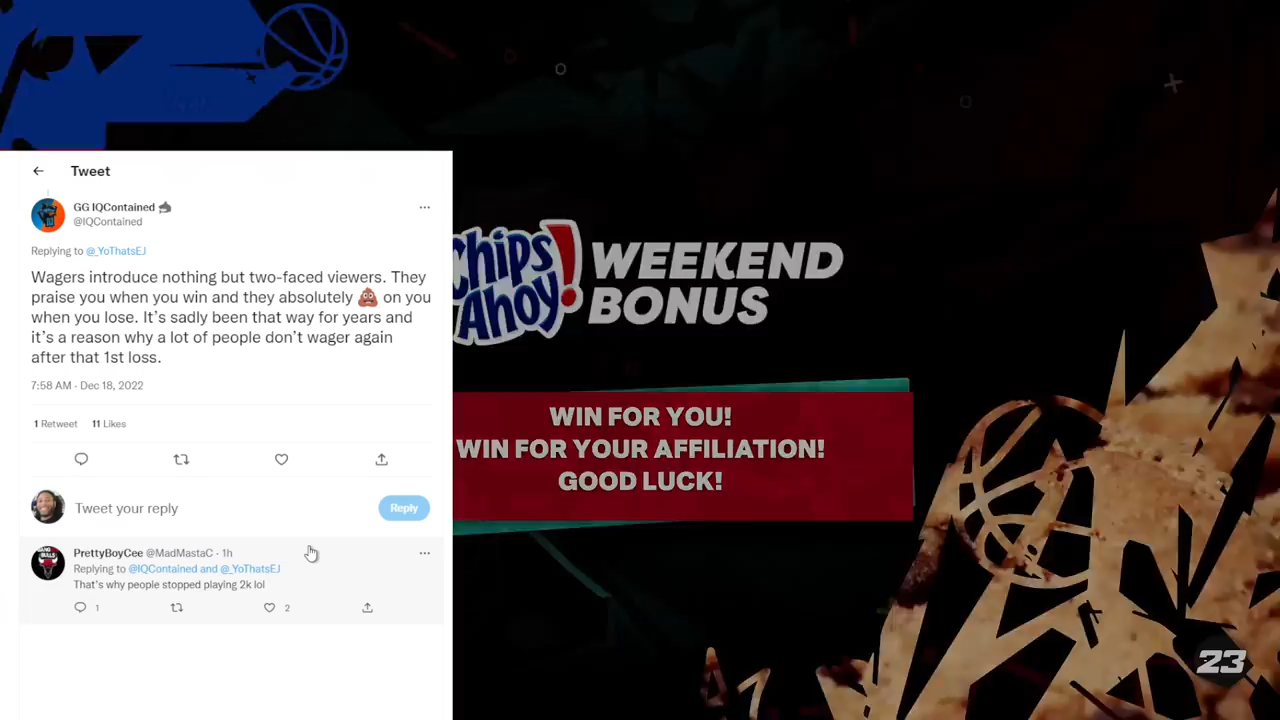 Tweet
GG IQContained
@IQContained
Replying to @_YoThatsEJ
Wagers introduce nothing but two-faced viewers. They
praise you when you win and they absolutely 💩 on you
when you lose. It's sadly been that way for years and
it's a reason why a lot of people don't wager again
after that 1st loss.
7:58 AM · Dec 18, 2022
1 Retweet 11 Likes
Tweet your reply
Reply
PrettyBoyCee @MadMastaC · 1h
Replying to @IQContained and @_YoThatsEJ
That's why people stopped playing 2k lol
1 2
Chips
Ahoy!
WEEKEND
BONUS
WIN FOR YOU!
WIN FOR YOUR AFFILIATION!
GOOD LUCK!
23